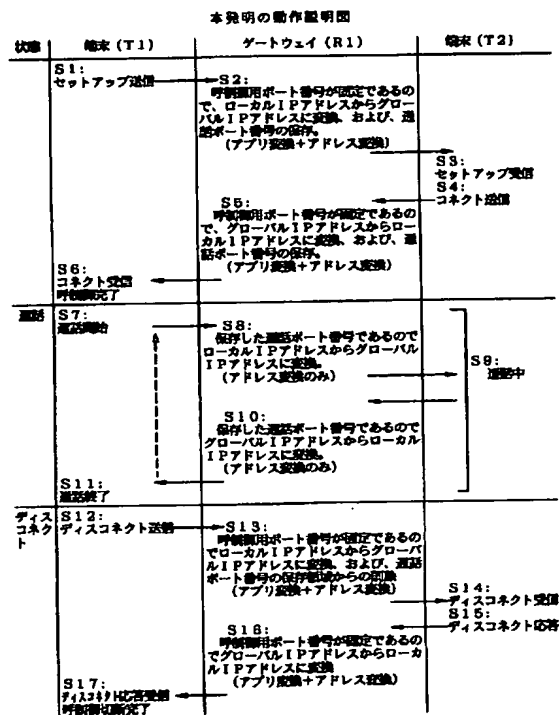 本発明の動作説明図
状態 端末(T1) ゲートウェイ(R1) 端末(T2)
S1:
セットアップ送信
S2:
呼制御用ポート番号が固定であるの
で、ローカルIPアドレスからグロー
バルIPアドレスに変換、および、通
話ポート番号の保存。
(アプリ変換+アドレス変換)
S3:
セットアップ受信
S4:
コネクト送信
S5:
呼制御用ポート番号が固定であるの
で、グローバルIPアドレスからロー
カルIPアドレスに変換、および、通
話ポート番号の保存。
(アプリ変換+アドレス変換)
S6:
コネクト受信
呼制御完了
通話
S7:
通話開始
S8:
保存した通話ポート番号であるので
ローカルIPアドレスからグローバル
IPアドレスに変換。
(アドレス変換のみ)
S9:
通話中
S10:
保存した通話ポート番号であるので
グローバルIPアドレスからローカル
IPアドレスに変換。
(アドレス変換のみ)
S11:
通話終了
ディス
コネク
ト
S12:
ディスコネクト送信
S13:
呼制御用ポート番号が固定であるの
でローカルIPアドレスからグローバ
ルIPアドレスに変換、および、通話
ポート番号の保存領域からの削除
(アプリ変換+アドレス変換)
S14:
ディスコネクト受信
S15:
ディスコネクト応答
S16:
呼制御用ポート番号が固定であるの
でグローバルIPアドレスからローカ
ルIPアドレスに変換
(アプリ変換+アドレス変換)
S17:
ディスコネクト応答受信
呼制御切断完了